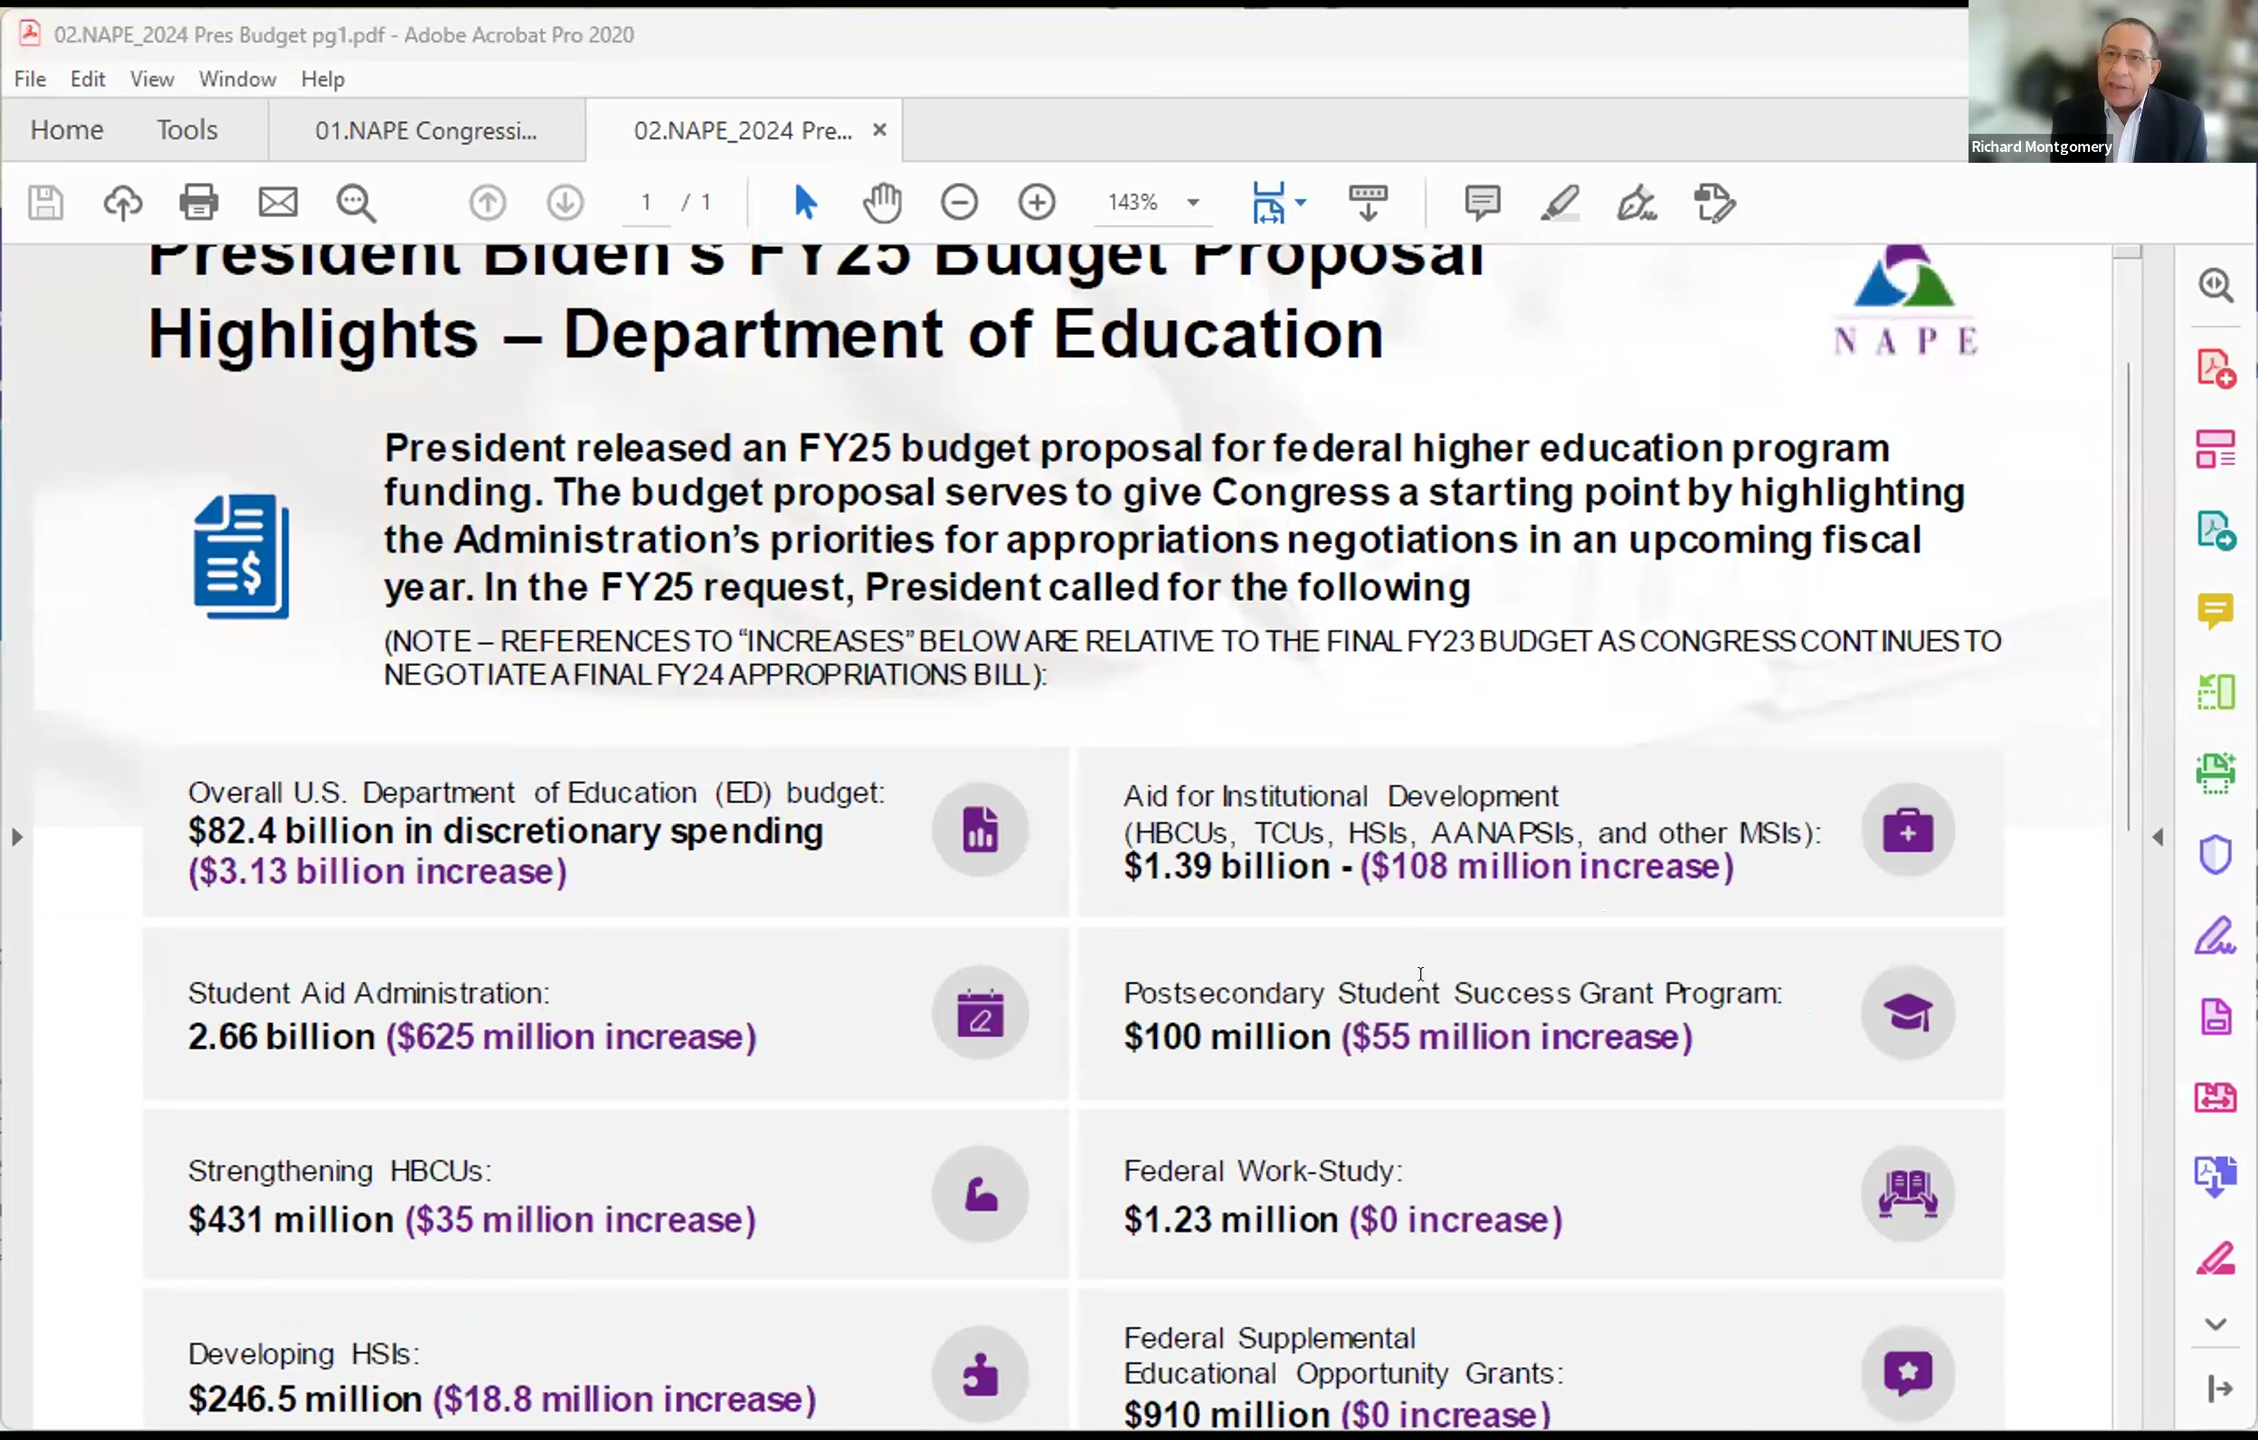 02.NAPE_2024 Pres Budget pg1.pdf - Adobe Acrobat Pro 2020
File Edit View Window Help
Home Tools 01.NAPE Congressi... 02.NAPE_2024 Pre...
Richard Montgomery
1 / 1 143%
President Biden's FY25 Budget Proposal
Highlights – Department of Education
NAPE
President released an FY25 budget proposal for federal higher education program
funding. The budget proposal serves to give Congress a starting point by highlighting
the Administration’s priorities for appropriations negotiations in an upcoming fiscal
year. In the FY25 request, President called for the following
(NOTE – REFERENCES TO “INCREASES” BELOW ARE RELATIVE TO THE FINAL FY23 BUDGET AS CONGRESS CONTINUES TO
NEGOTIATE A FINAL FY24 APPROPRIATIONS BILL):
Overall U.S. Department of Education (ED) budget:
$82.4 billion in discretionary spending
($3.13 billion increase)
Aid for Institutional Development
(HBCUs, TCUs, HSIs, AANAPSIs, and other MSIs):
$1.39 billion - ($108 million increase)
Student Aid Administration:
2.66 billion ($625 million increase)
Postsecondary Student Success Grant Program:
$100 million ($55 million increase)
Strengthening HBCUs:
$431 million ($35 million increase)
Federal Work-Study:
$1.23 million ($0 increase)
Developing HSIs:
$246.5 million ($18.8 million increase)
Federal Supplemental
Educational Opportunity Grants:
$910 million ($0 increase)